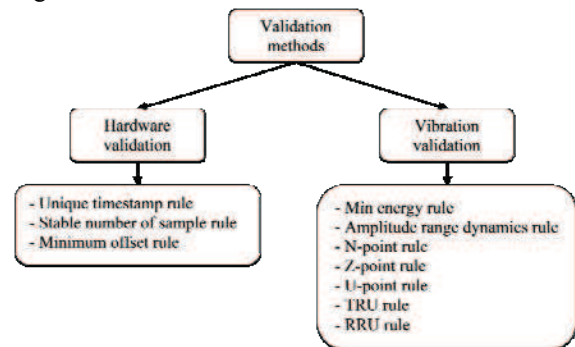 Validation
methods
Hardware
validation
Vibration
validation
- Unique timestamp rule
- Stable number of sample rule
- Minimum offset rule
- Min energy rule
- Amplitude range dynamics rule
- N-point rule
- Z-point rule
- U-point rule
- TRU rule
- RRU rule